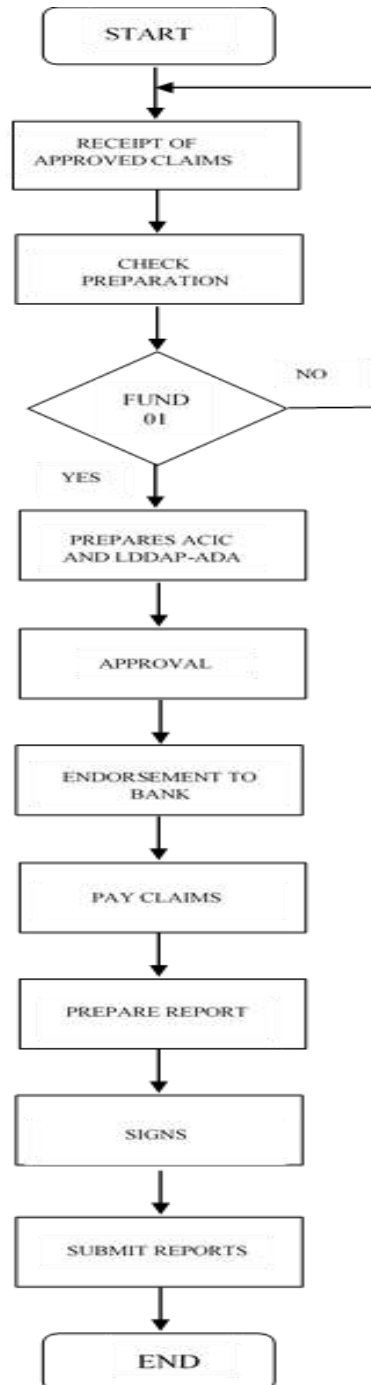 START
RECEIPT OF
APPROVED CLAIMS
CHECK
PREPARATION
FUND
01
NO
YES
PREPARES ACIC
AND LDDAP-ADA
APPROVAL
ENDORSEMENT TO
BANK
PAY CLAIMS
PREPARE REPORT
SIGNS
SUBMIT REPORTS
END